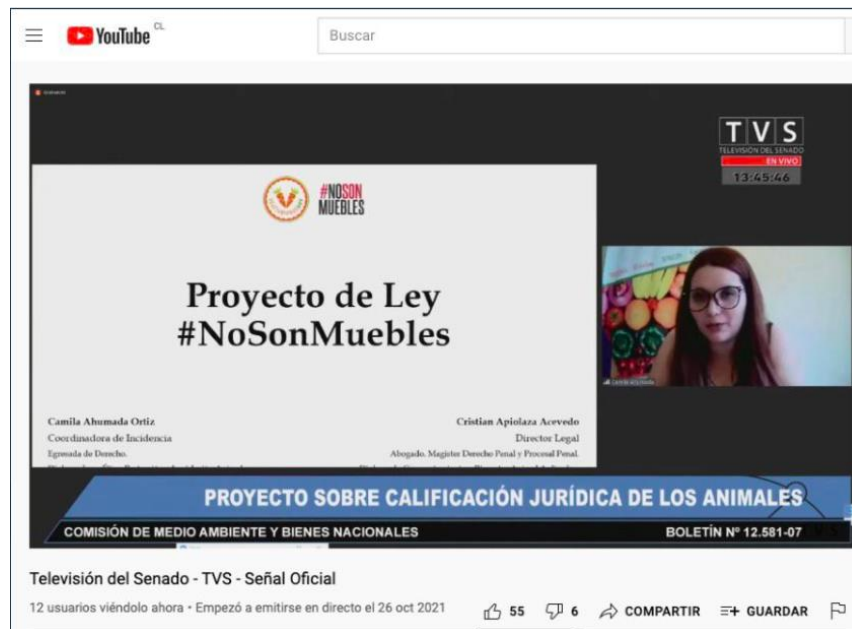 YouTube CL
Buscar
TVS
TELEVISIÓN DEL SENADO
EN VIVO
13:45:46
#NOSON
MUEBLES
Proyecto de Ley
#NoSonMuebles
Camila Ahumada Ortiz
Coordinadora de Incidencia
Egresada de Derecho.
Cristian Apiolaza Acevedo
Director Legal
Abogado. Magíster Derecho Penal y Procesal Penal.
Camila Ahumada
PROYECTO SOBRE CALIFICACIÓN JURÍDICA DE LOS ANIMALES
COMISIÓN DE MEDIO AMBIENTE Y BIENES NACIONALES
BOLETÍN Nº 12.581-07
Televisión del Senado - TVS - Señal Oficial
12 usuarios viéndolo ahora • Empezó a emitirse en directo el 26 oct 2021
55
6
COMPARTIR
GUARDAR